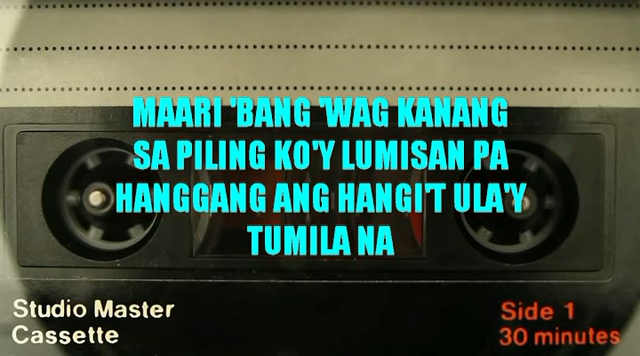 MAARI 'BANG 'WAG KANANG
SA PILING KO'Y LUMISAN PA
HANGGANG ANG HANGI'T ULA'Y
TUMILA NA
Studio Master
Cassette
Side 1
30 minutes